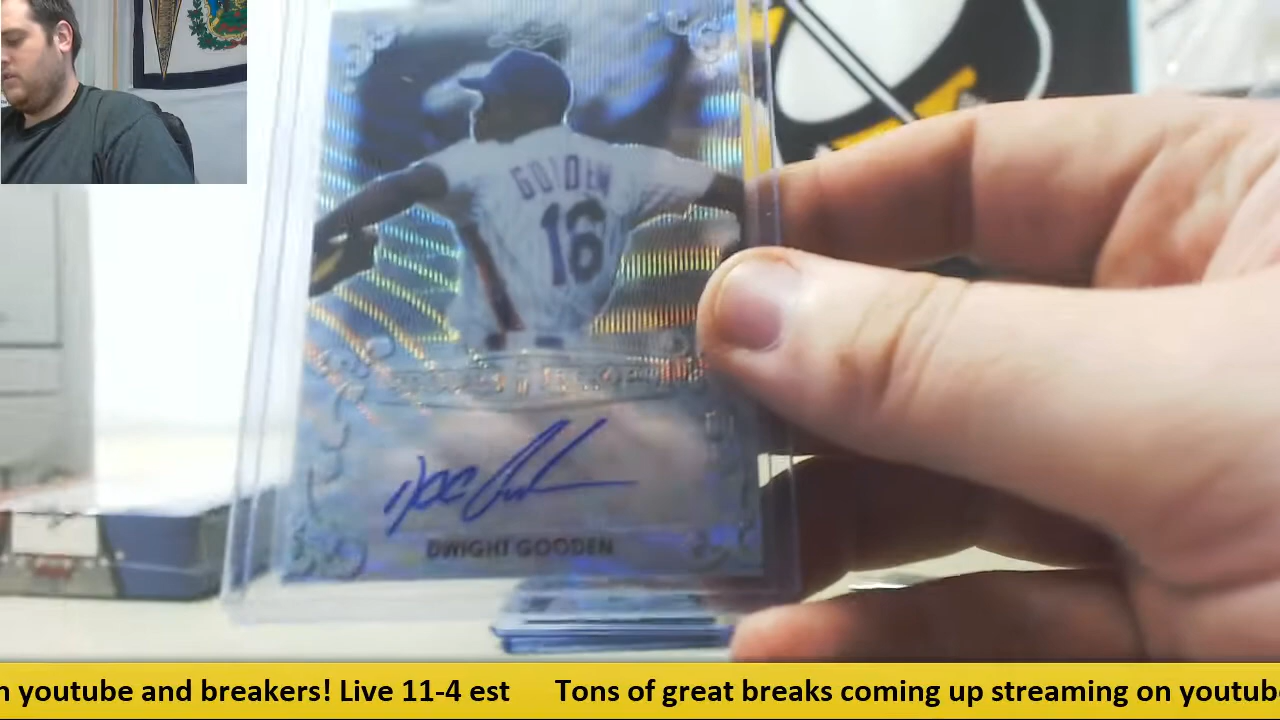 GOODEN
16
DWIGHT GOODEN
n youtube and breakers! Live 11-4 est Tons of great breaks coming up streaming on youtub